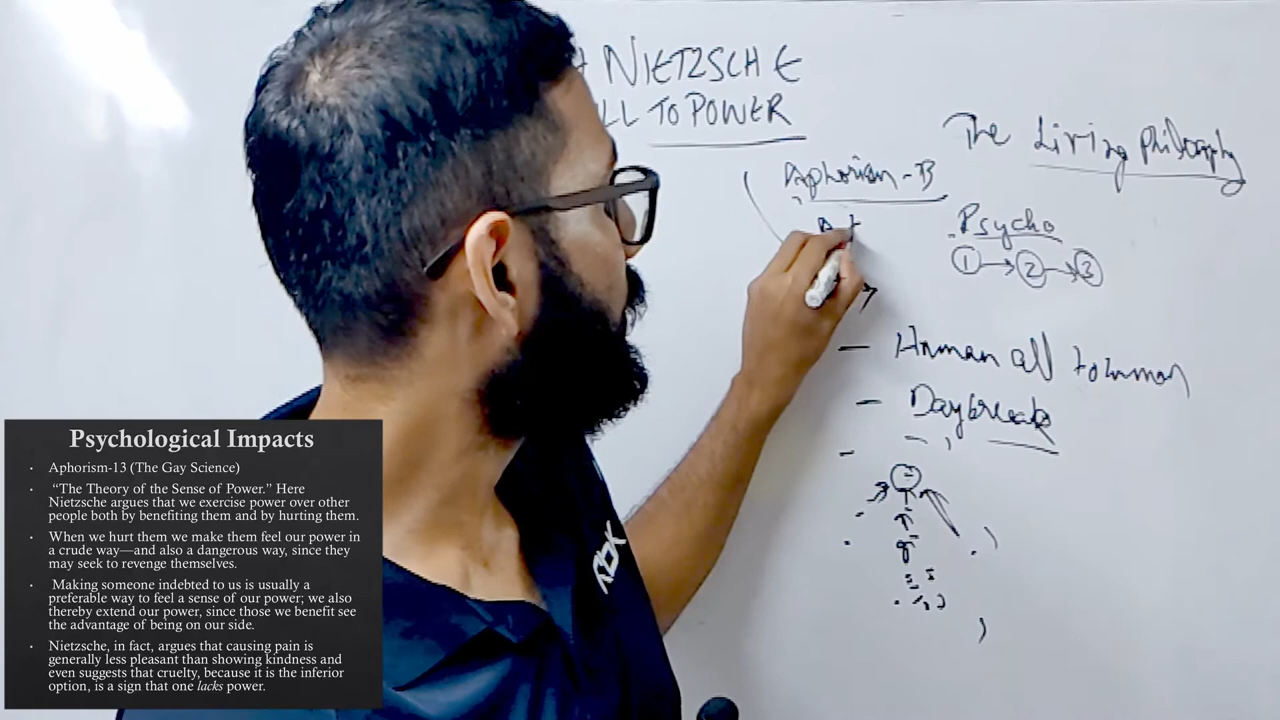 NIETZSCHE
LL TO POWER
The Living Philosophy
Aphorism-13
Psycho
1 → 2 → 3
- Human all to human
- Daybreak
RBK
Psychological Impacts
• Aphorism-13 (The Gay Science)
• “The Theory of the Sense of Power.” Here
Nietzsche argues that we exercise power over other
people both by benefiting them and by hurting them.
• When we hurt them we make them feel our power in
a crude way—and also a dangerous way, since they
may seek to revenge themselves.
• Making someone indebted to us is usually a
preferable way to feel a sense of our power; we also
thereby extend our power, since those we benefit see
the advantage of being on our side.
• Nietzsche, in fact, argues that causing pain is
generally less pleasant than showing kindness and
even suggests that cruelty, because it is the inferior
option, is a sign that one lacks power.